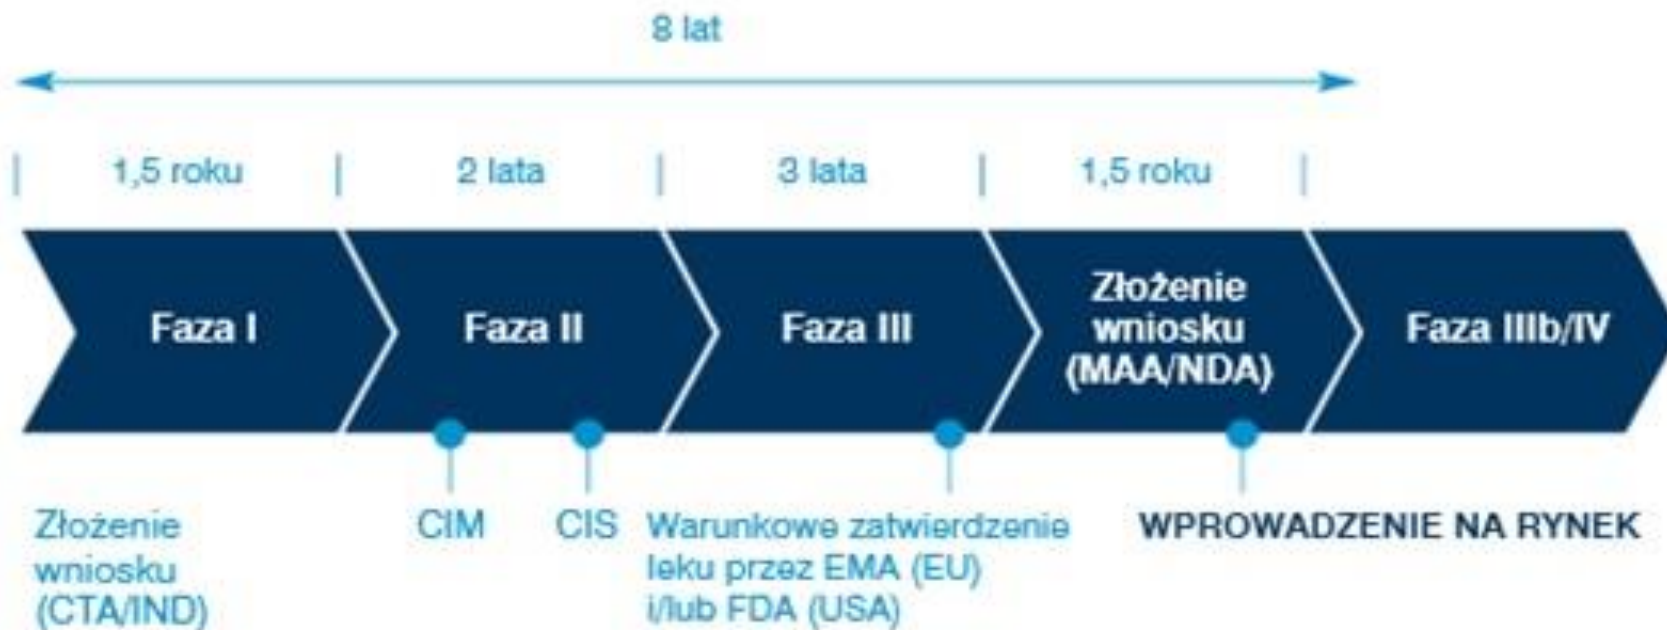 8 lat
1,5 roku
2 lata
3 lata
1,5 roku
Faza I
Faza II
Faza III
Złożenie
wniosku
(MAA/NDA)
Faza IIIb/IV
Złożenie
wniosku
(CTA/IND)
CIM
CIS
Warunkowe zatwierdzenie
leku przez EMA (EU)
i/lub FDA (USA)
WPROWADZENIE NA RYNEK